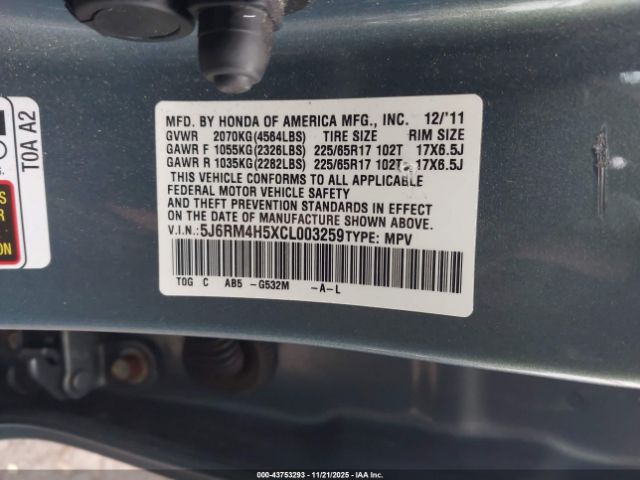 T0A A2
MFD. BY HONDA OF AMERICA MFG., INC. 12/'11
GVWR 2070KG(4564LBS) TIRE SIZE RIM SIZE
GAWR F 1055KG(2326LBS) 225/65R17 102T 17X6.5J
GAWR R 1035KG(2282LBS) 225/65R17 102T 17X6.5J
THIS VEHICLE CONFORMS TO ALL APPLICABLE
FEDERAL MOTOR VEHICLE SAFETY
AND THEFT PREVENTION STANDARDS IN EFFECT
ON THE DATE OF MANUFACTURE SHOWN ABOVE.
V.I.N.: 5J6RM4H5XCL003259 TYPE: MPV
T0G C AB5 -G532M -A-L
000-43753293 - 11/21/2025 - IAA Inc.